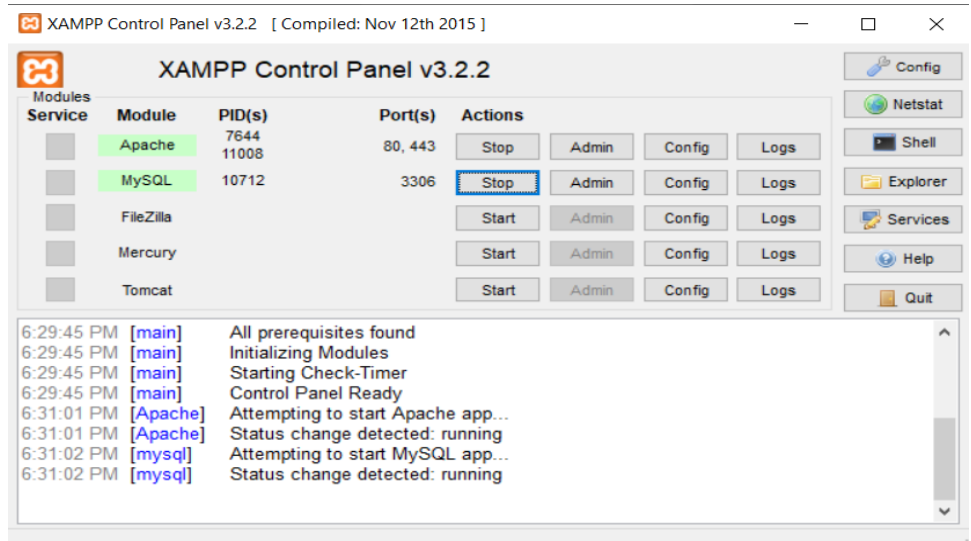 XAMPP Control Panel v3.2.2 [ Compiled: Nov 12th 2015 ]
XAMPP Control Panel v3.2.2
Config
Modules
Service Module PID(s) Port(s) Actions
Netstat
Apache 7644 11008 80, 443 Stop Admin Config Logs
Shell
MySQL 10712 3306 Stop Admin Config Logs
Explorer
FileZilla Start Admin Config Logs
Services
Mercury Start Admin Config Logs
Help
Tomcat Start Admin Config Logs
Quit
6:29:45 PM [main] All prerequisites found
6:29:45 PM [main] Initializing Modules
6:29:45 PM [main] Starting Check-Timer
6:29:45 PM [main] Control Panel Ready
6:31:01 PM [Apache] Attempting to start Apache app...
6:31:01 PM [Apache] Status change detected: running
6:31:02 PM [mysql] Attempting to start MySQL app...
6:31:02 PM [mysql] Status change detected: running